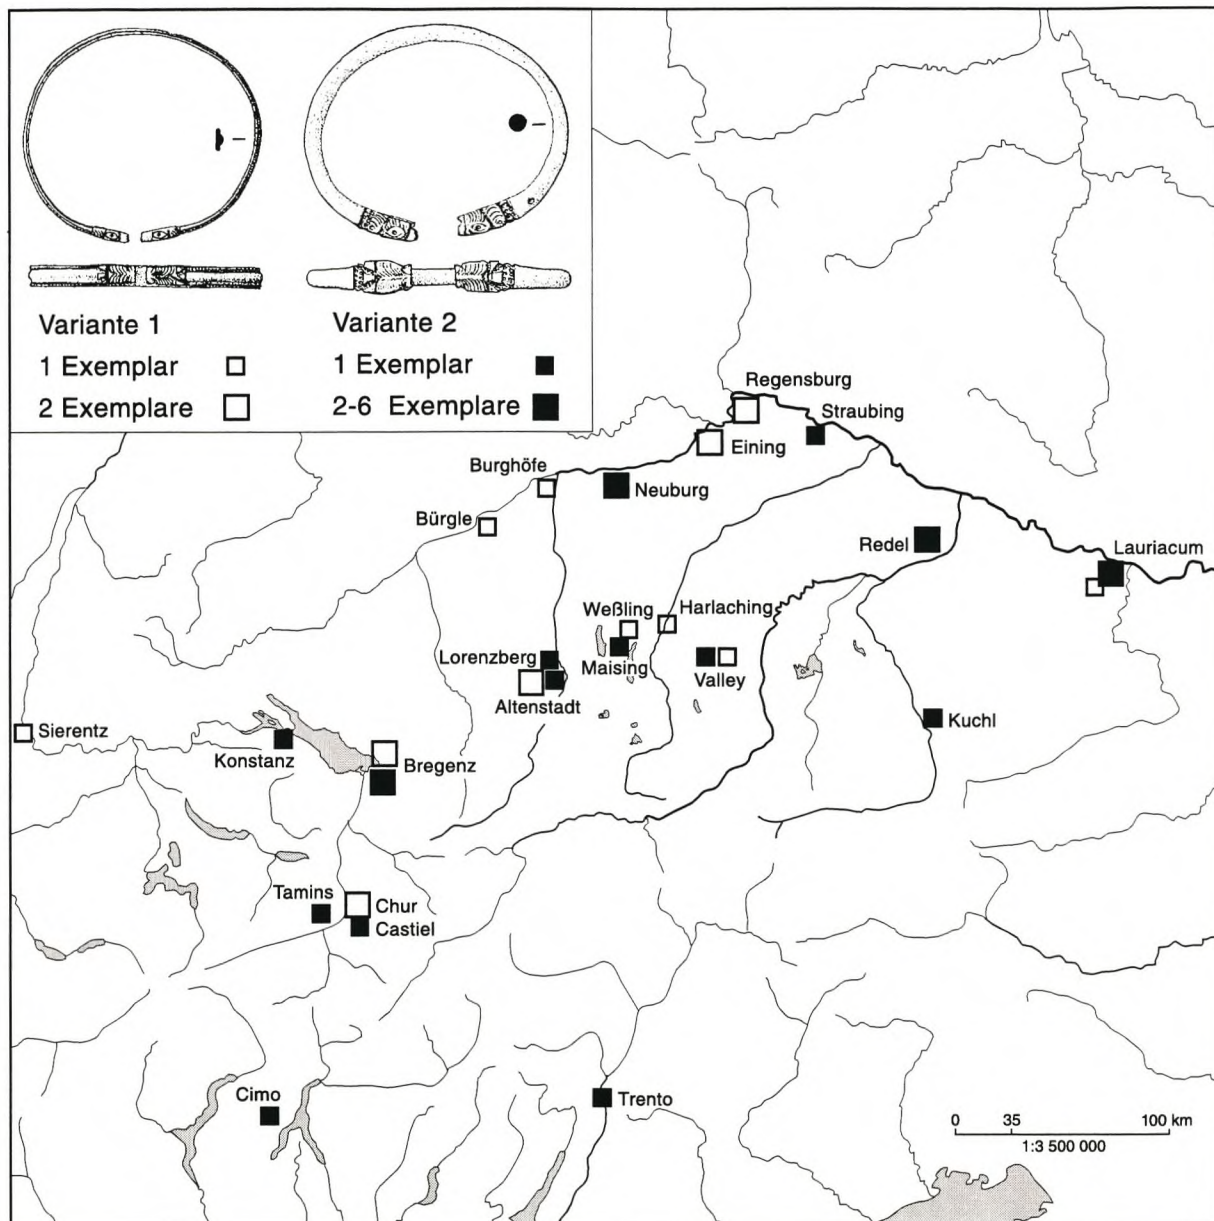 Variante 1 Variante 2
1 Exemplar 1 Exemplar
2 Exemplare 2-6 Exemplare
Regensburg
Straubing
Eining
Burghöfe
Neuburg
Bürgle
Redel
Lauriacum
Weßling
Harlaching
Lorenzberg
Maising
Valley
Altenstadt
Kuchl
Sierentz
Konstanz
Bregenz
Tamins
Chur
Castiel
Cimo
Trento
0 35 100 km
1:3 500 000